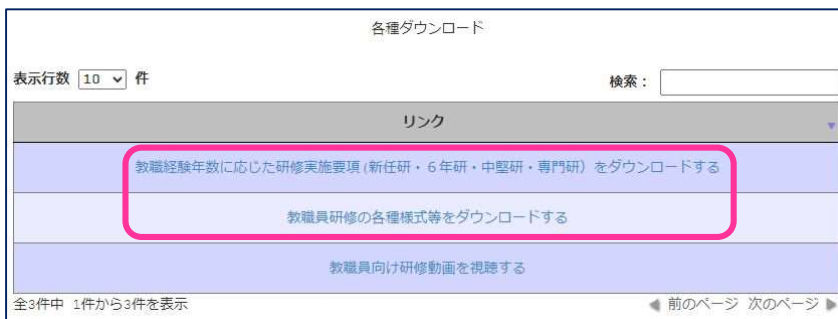 各種ダウンロード
表示行数 10 件 検索：
リンク
教職経験年数に応じた研修実施要項(新任研・６年研・中堅研・専門研）をダウンロードする
教職員研修の各種様式等をダウンロードする
教職員向け研修動画を視聴する
全3件中 1件から3件を表示 前のページ 次のページ